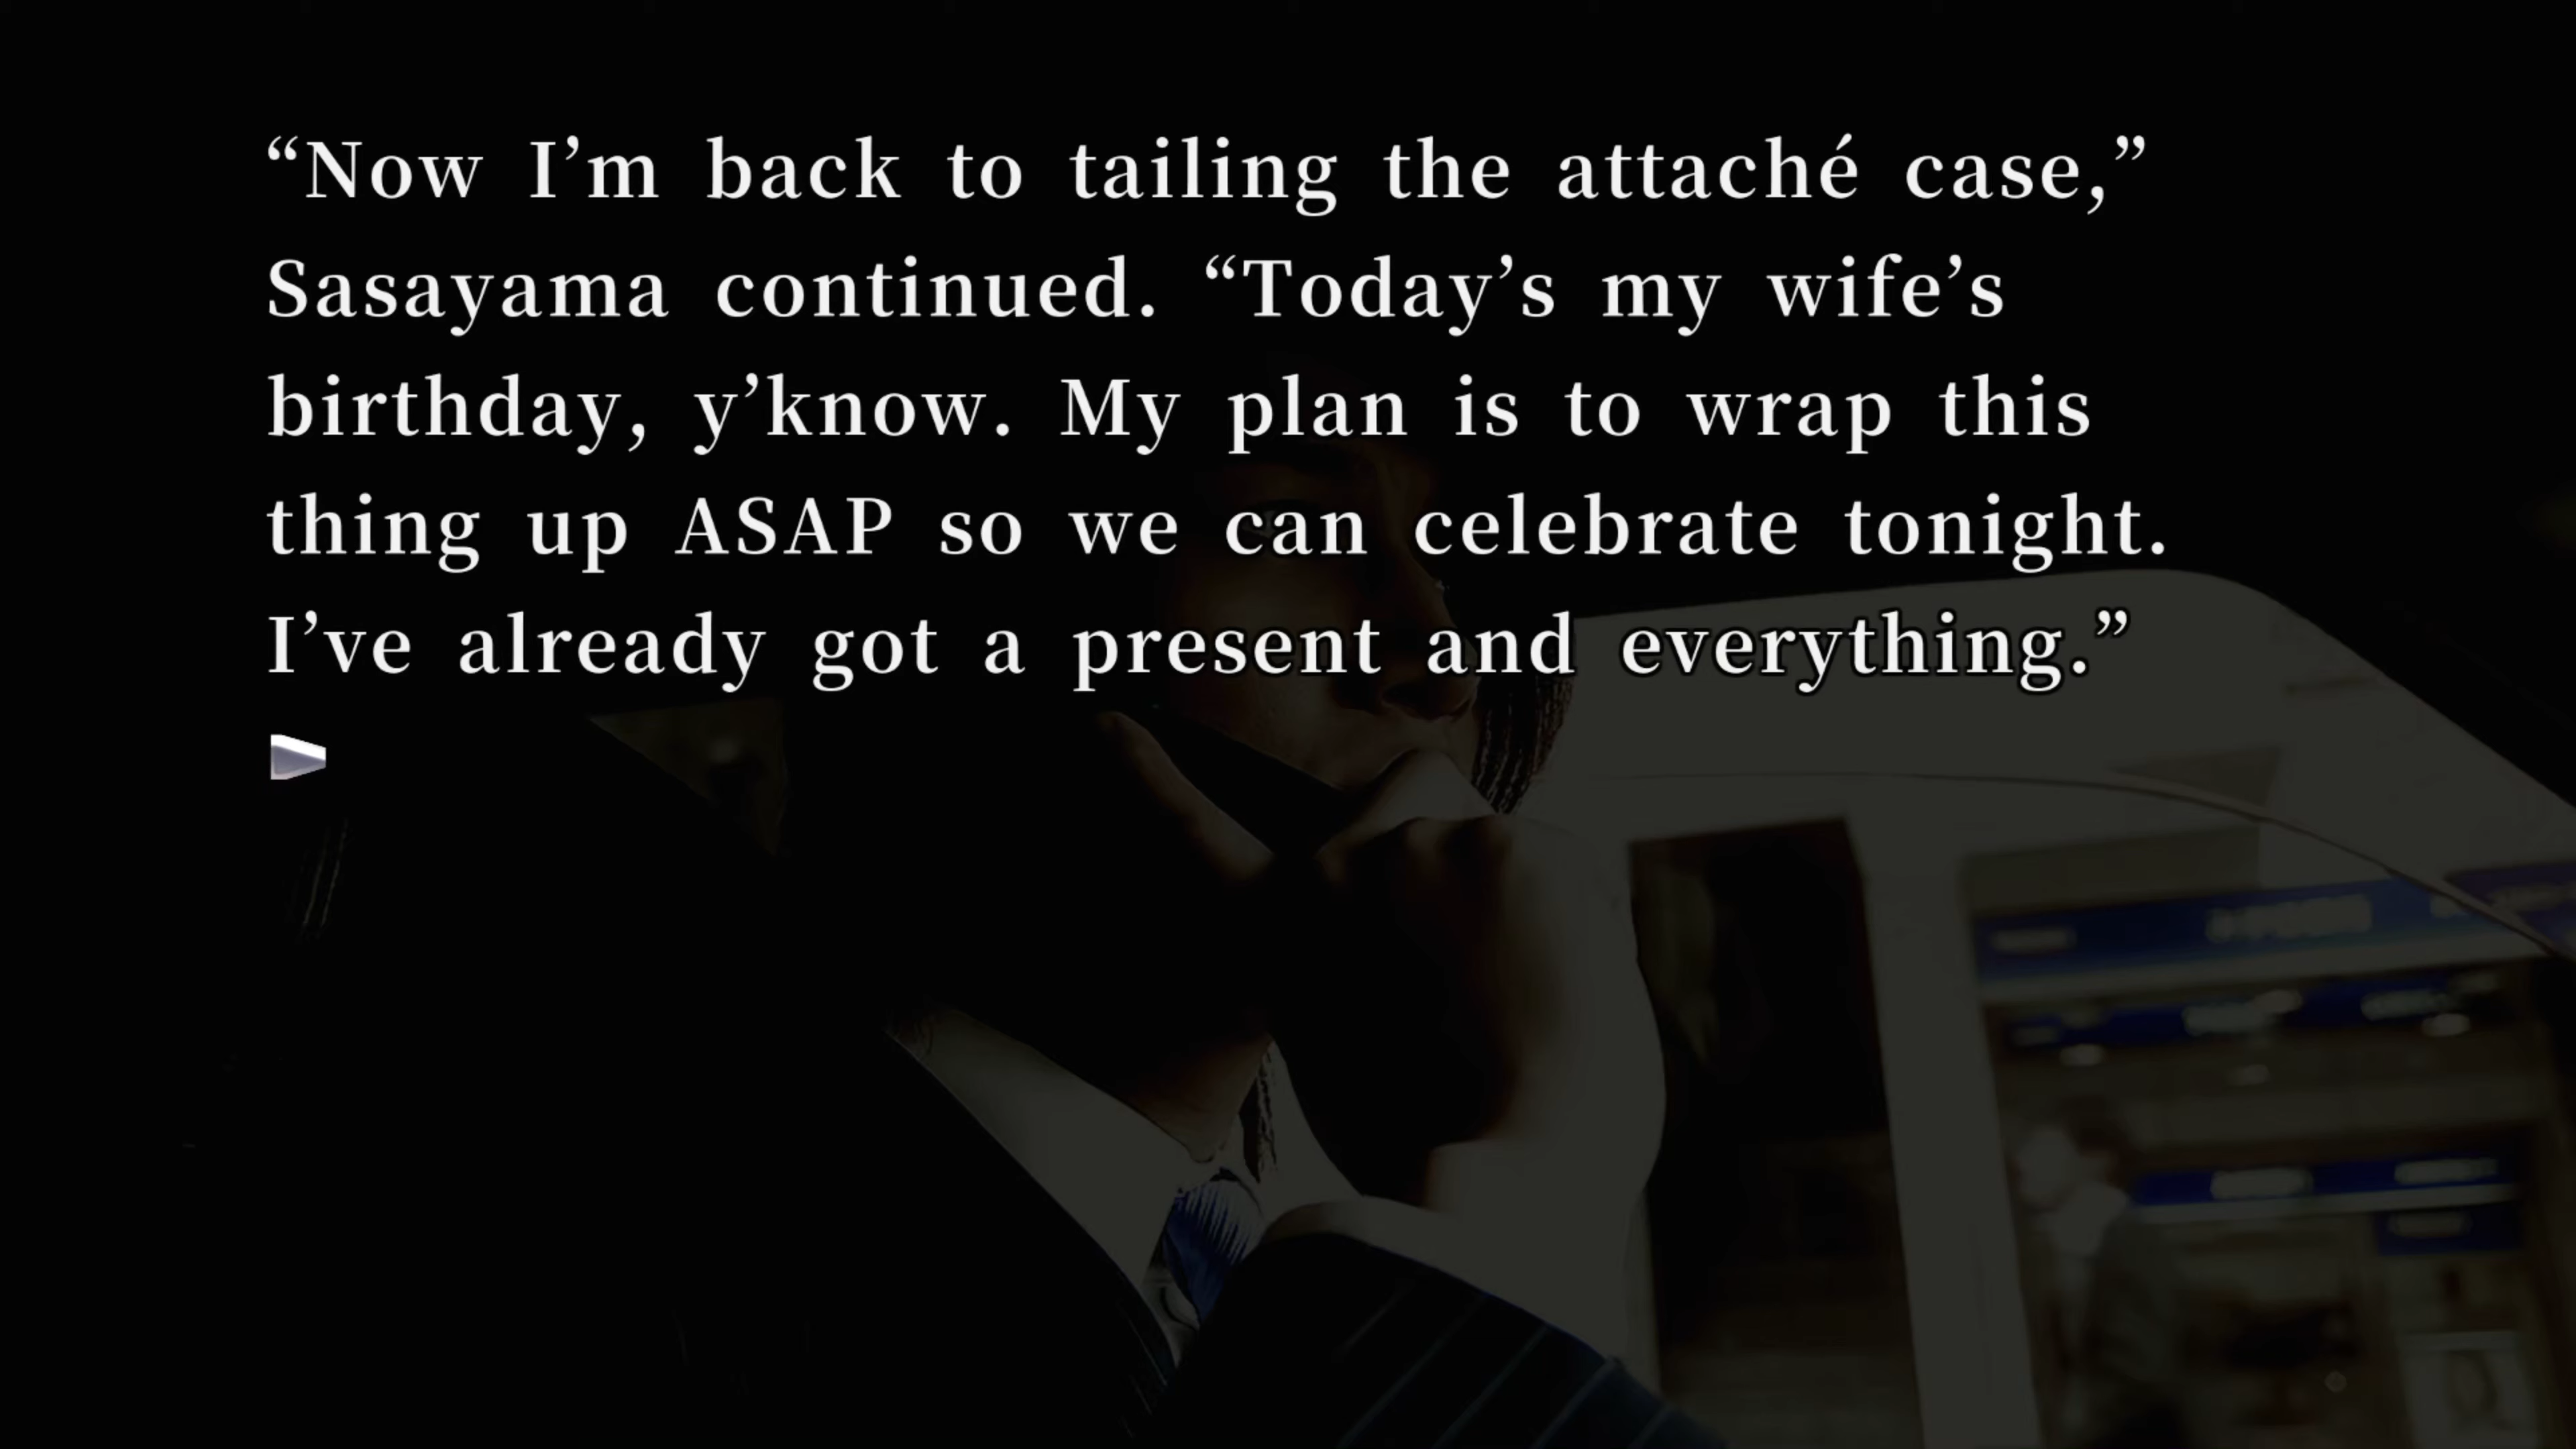 “Now I’m back to tailing the attaché case,”
Sasayama continued. “Today’s my wife’s
birthday, y’know. My plan is to wrap this
thing up ASAP so we can celebrate tonight.
I’ve already got a present and everything.”